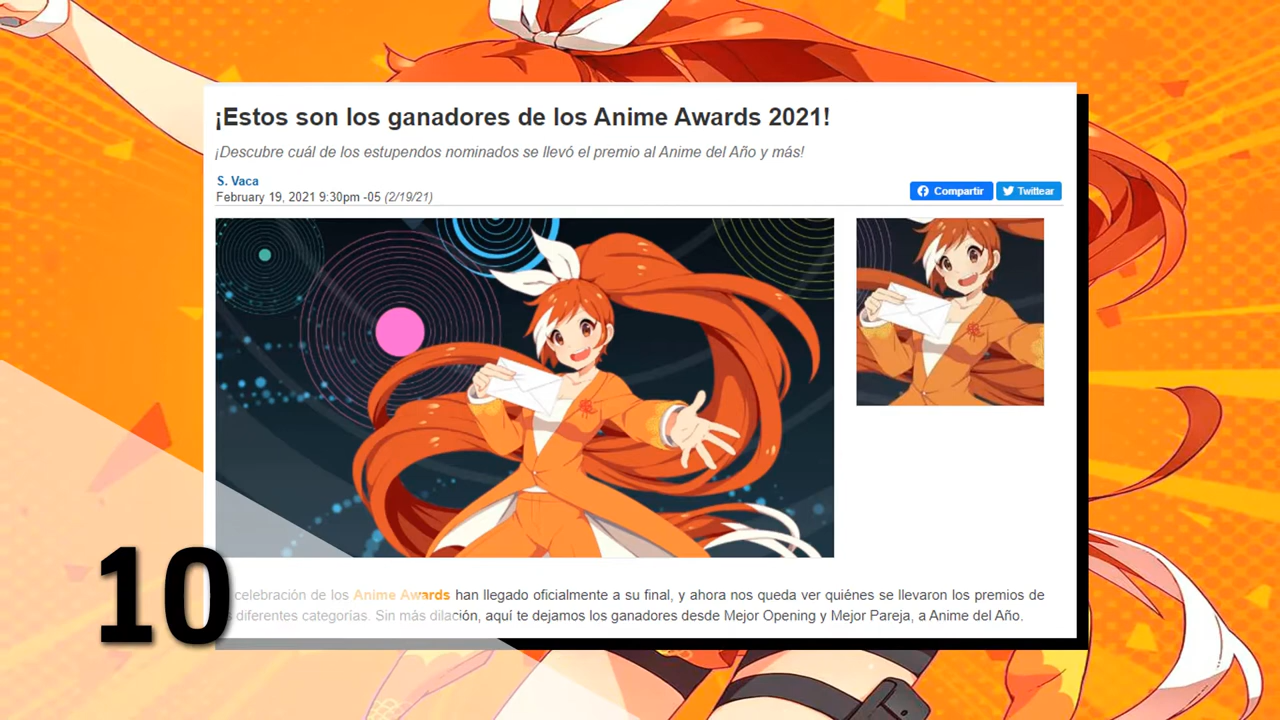 ¡Estos son los ganadores de los Anime Awards 2021!
¡Descubre cuál de los estupendos nominados se llevó el premio al Anime del Año y más!
S. Vaca
February 19, 2021 9:30pm -05 (2/19/21)
Compartir
Twittear
celebración de los Anime Awards han llegado oficialmente a su final, y ahora nos queda ver quiénes se llevaron los premios de
diferentes categorías. Sin más dilación, aquí te dejamos los ganadores desde Mejor Opening y Mejor Pareja, a Anime del Año.
10